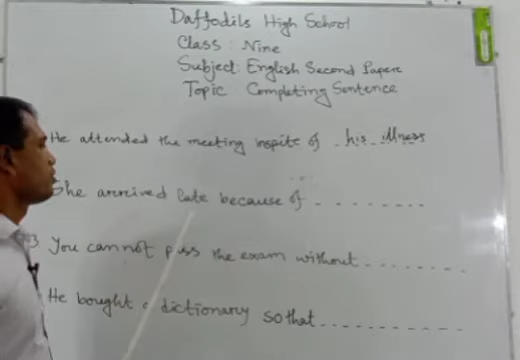 Daffodils High School
Class : Nine
Subject: English Second Paper
Topic Completing Sentence
He attended the meeting inspite of his illness
She arrived late because of - - - - - - - - -
3 You cannot pass the exam without - - - - - - - -
He bought a dictionary so that - - - - - - - - - -